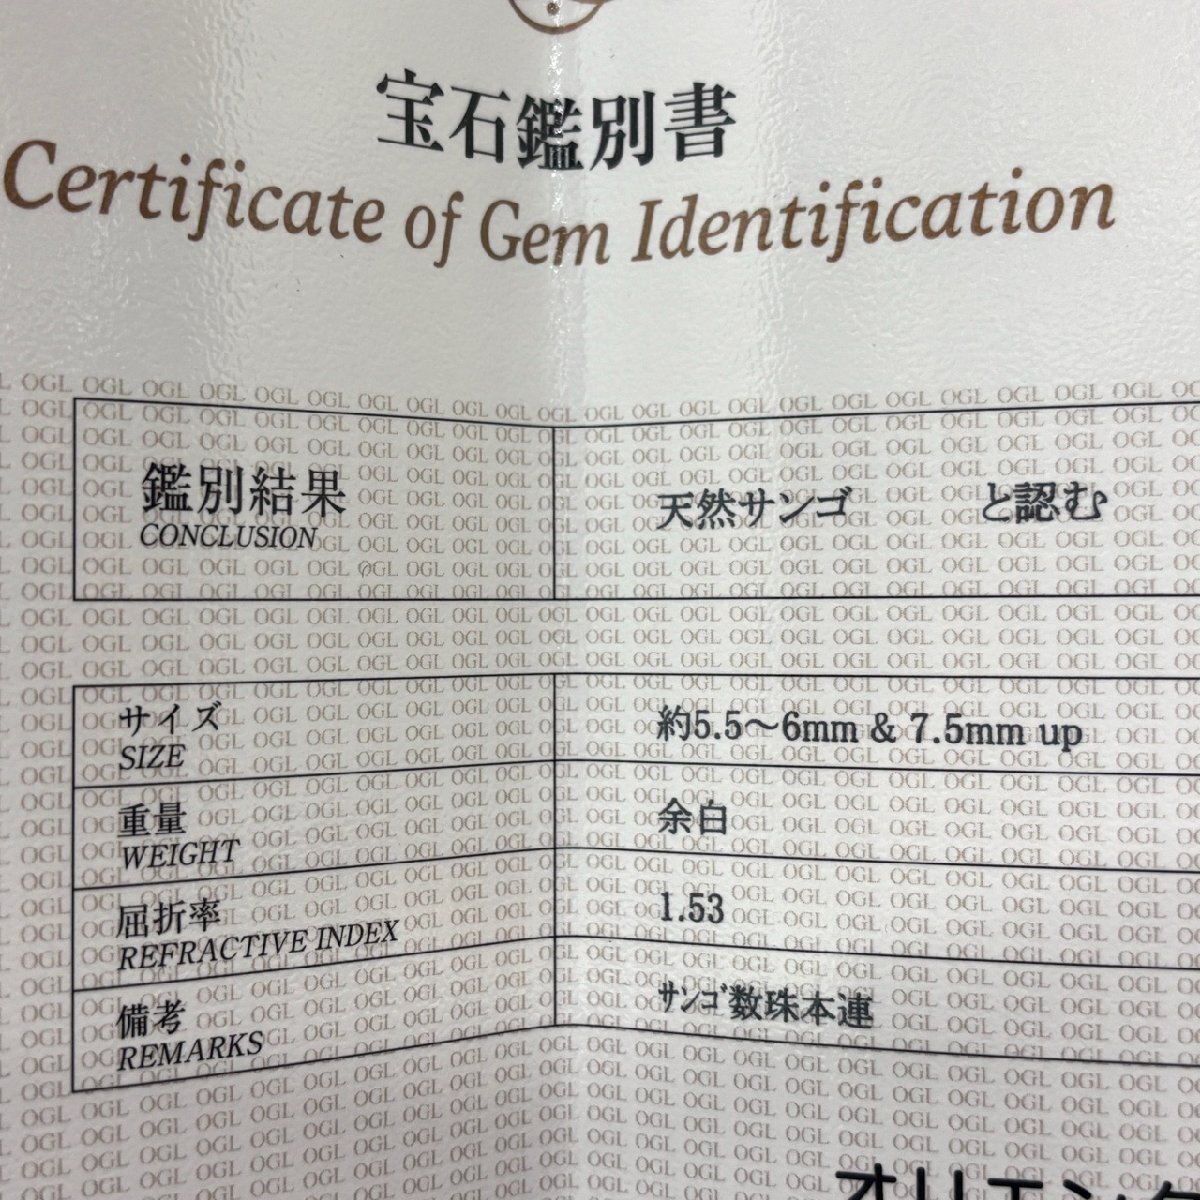 宝石鑑別書
Certificate of Gem Identification
鑑別結果
CONCLUSION
天然サンゴ と認む
サイズ
SIZE
約5.5～6mm & 7.5mm up
重量
WEIGHT
余白
屈折率
REFRACTIVE INDEX
1.53
備考
REMARKS
ｻﾝｺﾞ数珠本連